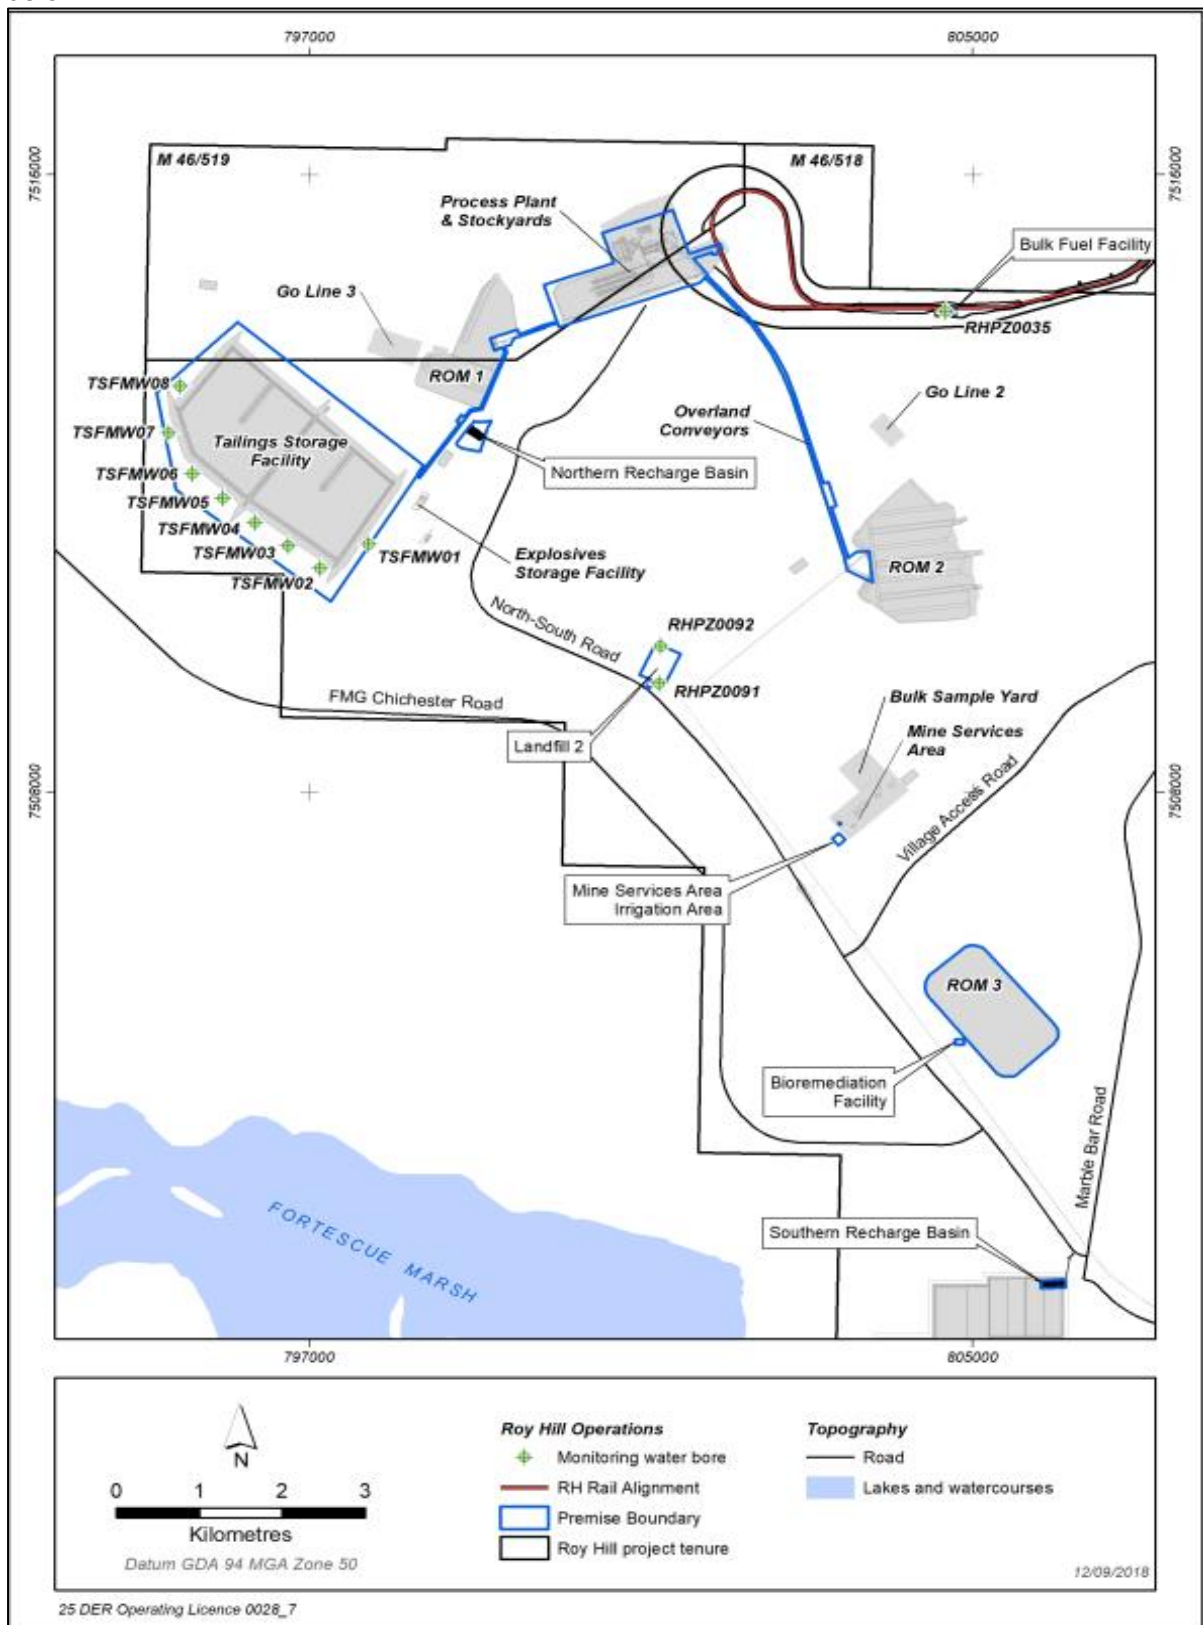 797000
805000
7516000
7516000
M 46/519
M 46/518
Process Plant
& Stockyards
Bulk Fuel Facility
RHPZ0035
Go Line 3
ROM 1
TSFMW08
Go Line 2
Overland
Conveyors
TSFMW07
Tailings Storage
Facility
TSFMW06
Northern Recharge Basin
TSFMW05
TSFMW04
TSFMW03
TSFMW01
Explosives
Storage Facility
TSFMW02
ROM 2
North-South Road
RHPZ0092
RHPZ0091
FMG Chichester Road
Landfill 2
Bulk Sample Yard
Mine Services
Area
7508000
7508000
Village Access Road
Mine Services Area
Irrigation Area
ROM 3
Bioremediation
Facility
Marble Bar Road
FORTESCUE MARSH
Southern Recharge Basin
797000
805000
N
0 1 2 3
Kilometres
Datum GDA 94 MGA Zone 50
Roy Hill Operations
Monitoring water bore
RH Rail Alignment
Premise Boundary
Roy Hill project tenure
Topography
Road
Lakes and watercourses
12/09/2018
25 DER Operating Licence 0028_7